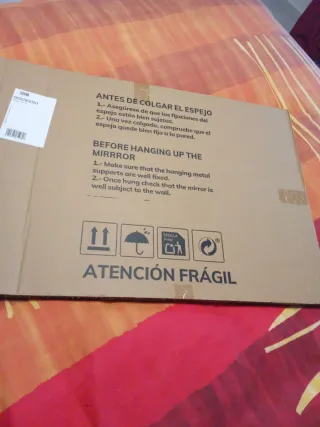 ANTES DE COLGAR EL ESPEJO
1.- Asegúrese de que las fijaciones del
espejo estén bien sujetas.
2.- Una vez colgado, compruebe que el
espejo quede bien fijo a la pared.
BEFORE HANGING UP THE
MIRRROR
1.- Make sure that the hanging metal
supports are well fixed.
2.- Once hung check that the mirror is
well subject to the wall.
ATENCIÓN FRÁGIL